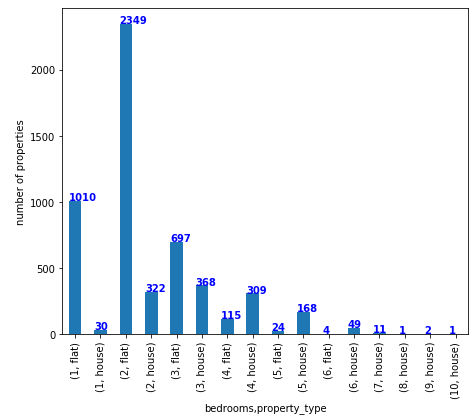 number of properties
2000
1500
1000
500
0
1010
30
2349
322
697
368
115
309
24
168
4
49
11
1
2
1
(1, flat)
(1, house)
(2, flat)
(2, house)
(3, flat)
(3, house)
(4, flat)
(4, house)
(5, flat)
(5, house)
(6, flat)
(6, house)
(7, house)
(8, house)
(9, house)
(10, house)
bedrooms,property_type